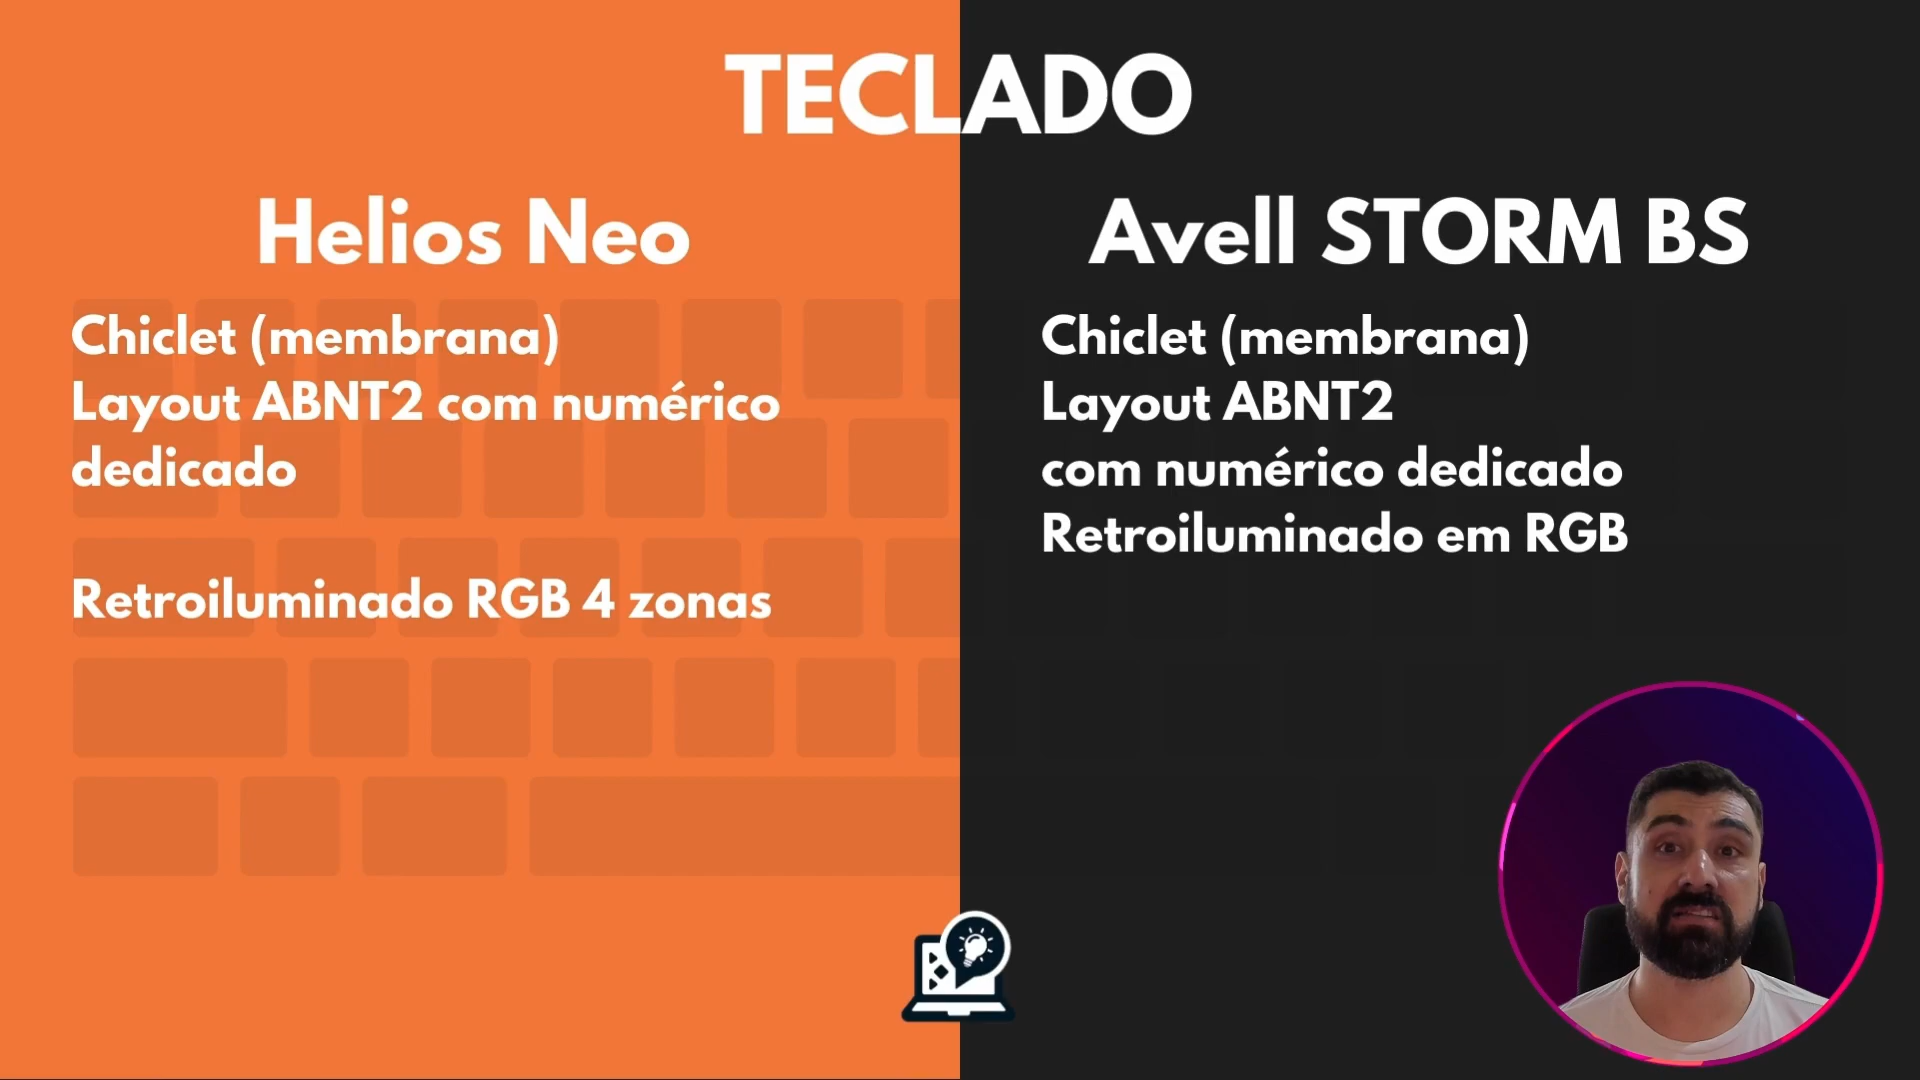 TECLADO
Helios Neo
Chiclet (membrana)
Layout ABNT2 com numérico
dedicado
Retroiluminado RGB 4 zonas
Avell STORM BS
Chiclet (membrana)
Layout ABNT2
com numérico dedicado
Retroiluminado em RGB